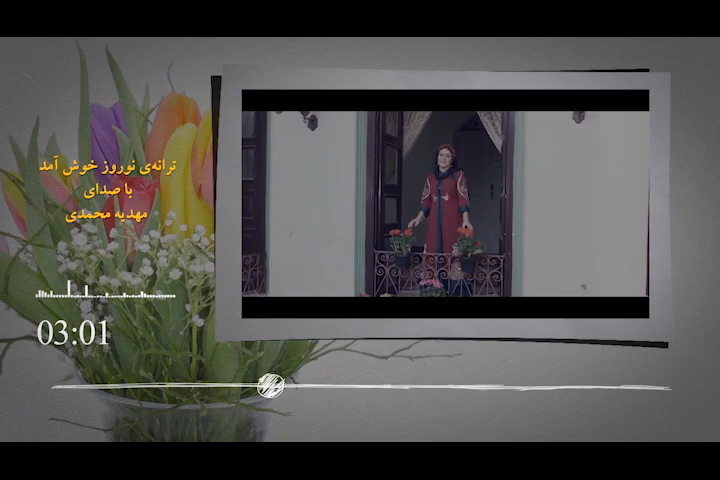 ترانه‌ی نوروز خوش آمد
با صدای
مهدیه محمدی
03:01